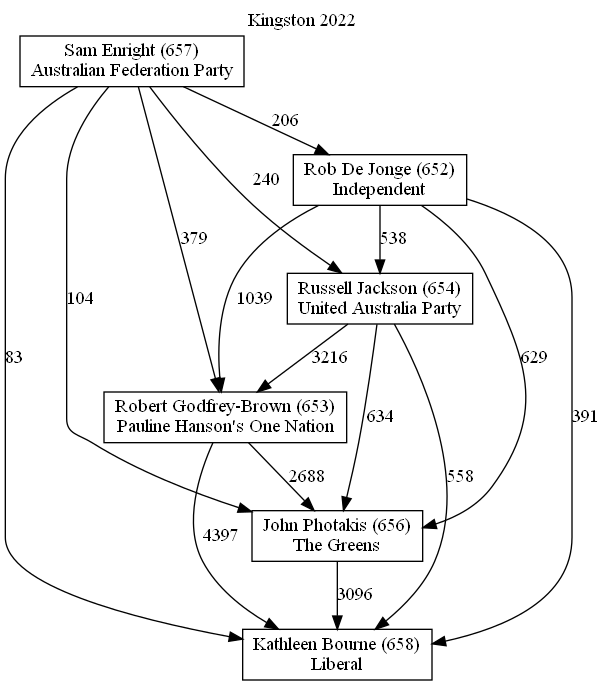 Kingston 2022
Sam Enright (657)
Australian Federation Party
206
Rob De Jonge (652)
Independent
240
379
538
Russell Jackson (654)
United Australia Party
1039
104
83
3216
629
391
Robert Godfrey-Brown (653)
Pauline Hanson's One Nation
634
2688
558
John Photakis (656)
The Greens
4397
3096
Kathleen Bourne (658)
Liberal